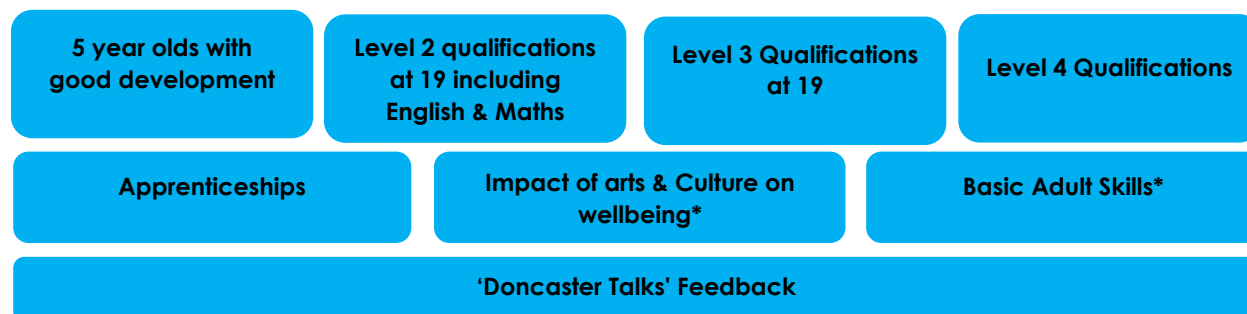 5 year olds with
good development
Level 2 qualifications
at 19 including
English & Maths
Level 3 Qualifications
at 19
Level 4 Qualifications
Apprenticeships
Impact of arts & Culture on
wellbeing*
Basic Adult Skills*
‘Doncaster Talks' Feedback